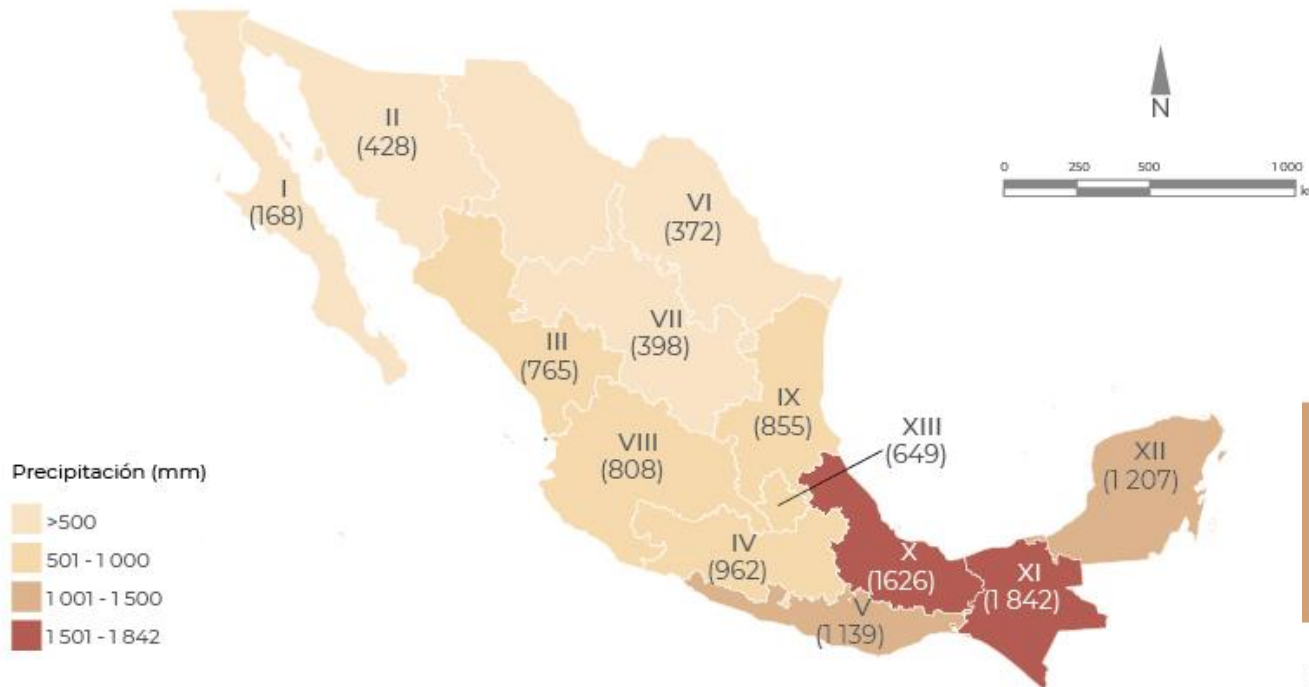 N
0 250 500 1 000
k
II
(428)
I
(168)
VI
(372)
VII
(398)
III
(765)
IX
(855)
XIII
(649)
VIII
(808)
XII
(1 207)
IV
(962)
X
(1626)
XI
(1 842)
V
(1 139)
Precipitación (mm)
>500
501 - 1 000
1 001 - 1 500
1 501 - 1 842